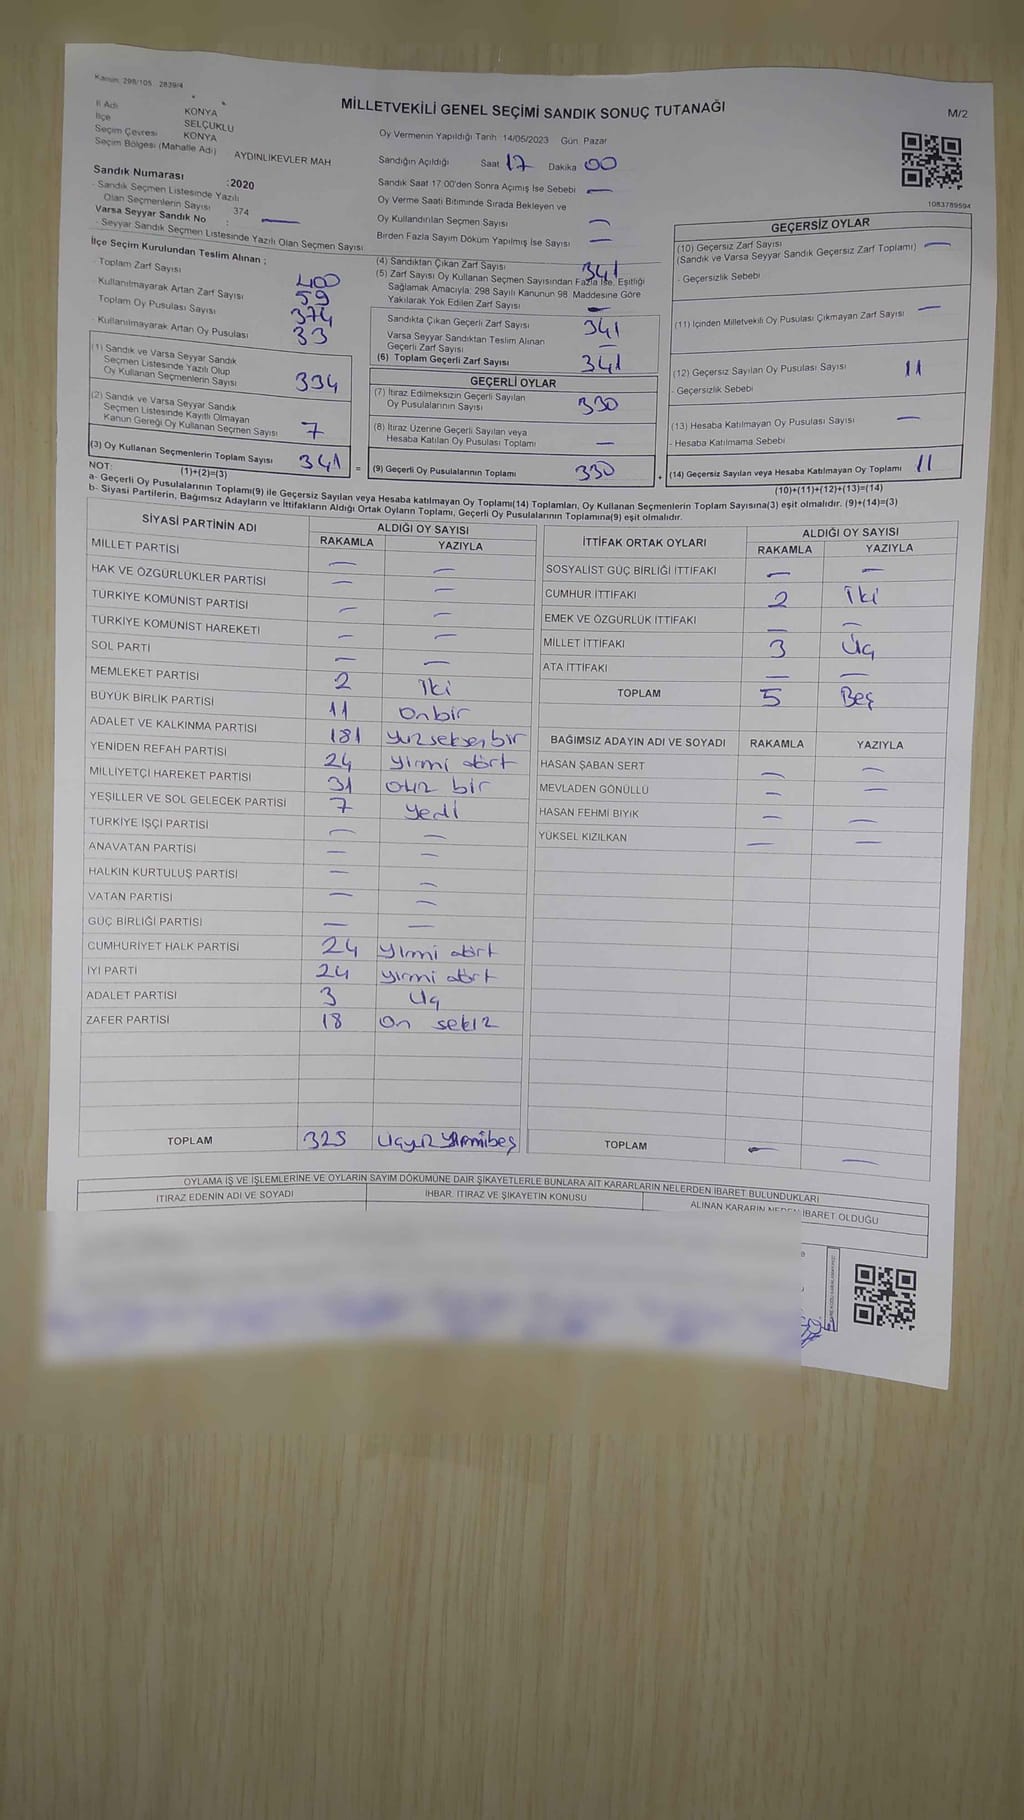 Kanun: 298/105 2839/4
MİLLETVEKİLİ GENEL SEÇİMİ SANDIK SONUÇ TUTANAĞI
M/2
İl Adı KONYA
İlçe SELÇUKLU
Seçim Çevresi KONYA
Seçim Bölgesi (Mahalle Adı) AYDINLIKEVLER MAH
Oy Vermenin Yapıldığı Tarih 14/05/2023 Gün Pazar
Sandığın Açıldığı Saat 17 Dakika 00
1083789594
Sandık Numarası :2020
- Sandık Seçmen Listesinde Yazılı
Olan Seçmenlerin Sayısı 374
Varsa Seyyar Sandık No : —
- Seyyar Sandık Seçmen Listesinde Yazılı Olan Seçmen Sayısı
Sandık Saat 17 00'den Sonra Açımış İse Sebebi —
Oy Verme Saati Bitiminde Sırada Bekleyen ve
Oy Kullandırılan Seçmen Sayısı —
Birden Fazla Sayım Döküm Yapılmış İse Sayısı —
İlçe Seçim Kurulundan Teslim Alınan ;
- Toplam Zarf Sayısı 400
- Kullanılmayarak Artan Zarf Sayısı 59
Toplam Oy Pusulası Sayısı 374
- Kullanılmayarak Artan Oy Pusulası 33
(1) Sandık ve Varsa Seyyar Sandık
Seçmen Listesinde Yazılı Olup
Oy Kullanan Seçmenlerin Sayısı 334
(2) Sandık ve Varsa Seyyar Sandık
Seçmen Listesinde Kayıtlı Olmayan
Kanun Gereği Oy Kullanan Seçmen Sayısı 7
(3) Oy Kullanan Seçmenlerin Toplam Sayısı 341
(1)+(2)=(3)
(4) Sandıktan Çıkan Zarf Sayısı 341
(5) Zarf Sayısı Oy Kullanan Seçmen Sayısından Fazla İse, Eşitliği
Sağlamak Amacıyla; 298 Sayılı Kanunun 98. Maddesine Göre
Yakılarak Yok Edilen Zarf Sayısı —
Sandıkta Çıkan Geçerli Zarf Sayısı 341
Varsa Seyyar Sandıktan Teslim Alınan
Geçerli Zarf Sayısı —
(6) Toplam Geçerli Zarf Sayısı 341
GEÇERLİ OYLAR
(7) İtiraz Edilmeksizin Geçerli Sayılan
Oy Pusulalarının Sayısı 330
(8) İtiraz Üzerine Geçerli Sayılan veya
Hesaba Katılan Oy Pusulası Toplamı —
= (9) Geçerli Oy Pusulalarının Toplamı 330
GEÇERSİZ OYLAR
(10) Geçersiz Zarf Sayısı —
(Sandık ve Varsa Seyyar Sandık Geçersiz Zarf Toplamı)
- Geçersizlik Sebebi
(11) İçinden Milletvekili Oy Pusulası Çıkmayan Zarf Sayısı —
(12) Geçersiz Sayılan Oy Pusulası Sayısı 11
- Geçersizlik Sebebi
(13) Hesaba Katılmayan Oy Pusulası Sayısı —
- Hesaba Katılmama Sebebi
+ (14) Geçersiz Sayılan veya Hesaba Katılmayan Oy Toplamı 11
(10)+(11)+(12)+(13)=(14)
NOT:
a- Geçerli Oy Pusulalarının Toplamı(9) ile Geçersiz Sayılan veya Hesaba katılmayan Oy Toplamı(14) Toplamları, Oy Kullanan Seçmenlerin Toplam Sayısına(3) eşit olmalıdır. (9)+(14)=(3)
b- Siyasi Partilerin, Bağımsız Adayların ve İttifakların Aldığı Ortak Oyların Toplamı, Geçerli Oy Pusulalarının Toplamına(9) eşit olmalıdır.
SİYASİ PARTİNİN ADI ALDIĞI OY SAYISI
RAKAMLA YAZIYLA
MİLLET PARTİSİ — —
HAK VE ÖZGÜRLÜKLER PARTİSİ — —
TÜRKİYE KOMÜNİST PARTİSİ — —
TÜRKİYE KOMÜNİST HAREKETİ — —
SOL PARTİ — —
MEMLEKET PARTİSİ 2 İki
BÜYÜK BİRLİK PARTİSİ 11 Onbir
ADALET VE KALKINMA PARTİSİ 181 yüzseksenbir
YENİDEN REFAH PARTİSİ 24 yirmi dört
MİLLİYETÇİ HAREKET PARTİSİ 31 otuz bir
YEŞİLLER VE SOL GELECEK PARTİSİ 7 yedi
TÜRKİYE İŞÇİ PARTİSİ — —
ANAVATAN PARTİSİ — —
HALKIN KURTULUŞ PARTİSİ — —
VATAN PARTİSİ — —
GÜÇ BİRLİĞİ PARTİSİ — —
CUMHURİYET HALK PARTİSİ 24 yirmi dört
İYİ PARTİ 24 yirmi dört
ADALET PARTİSİ 3 Üç
ZAFER PARTİSİ 18 On sekiz
TOPLAM 325 Üçyüz Yirmibeş
İTTİFAK ORTAK OYLARI ALDIĞI OY SAYISI
RAKAMLA YAZIYLA
SOSYALİST GÜÇ BİRLİĞİ İTTİFAKI — —
CUMHUR İTTİFAKI 2 İki
EMEK VE ÖZGÜRLÜK İTTİFAKI — —
MİLLET İTTİFAKI 3 Üç
ATA İTTİFAKI — —
TOPLAM 5 Beş
BAĞIMSIZ ADAYIN ADI VE SOYADI RAKAMLA YAZIYLA
HASAN ŞABAN SERT — —
MEVLADEN GÖNÜLLÜ — —
HASAN FEHMİ BIYIK — —
YÜKSEL KIZILKAN — —
TOPLAM — —
OYLAMA İŞ VE İŞLEMLERİNE VE OYLARIN SAYIM DÖKÜMÜNE DAİR ŞİKAYETLERLE BUNLARA AİT KARARLARIN NELERDEN İBARET BULUNDUKLARI
İTİRAZ EDENİN ADI VE SOYADI İHBAR, İTİRAZ VE ŞİKAYETİN KONUSU ALINAN KARARIN NEDEN İBARET OLDUĞU